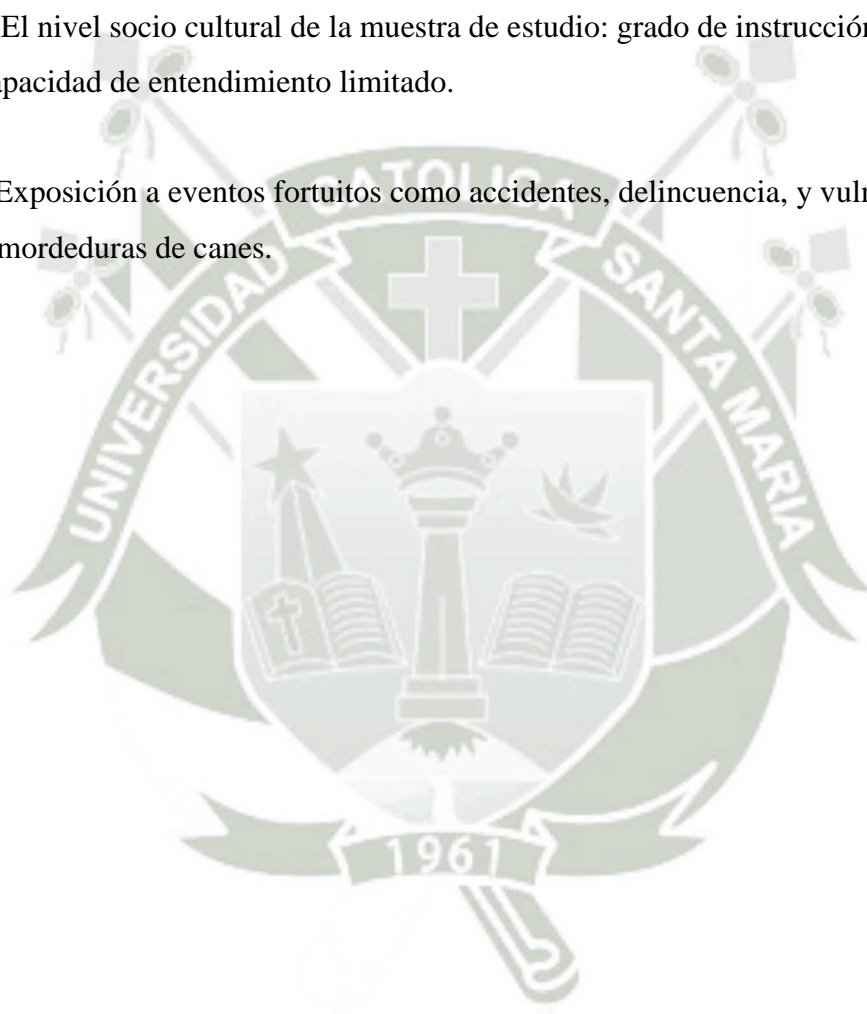 El nivel socio cultural de la muestra de estudio: grado de instrucción
capacidad de entendimiento limitado.
Exposición a eventos fortuitos como accidentes, delincuencia, y
mordeduras de canes.
UNIVERSIDAD CATOLICA SANTA MARIA
1961